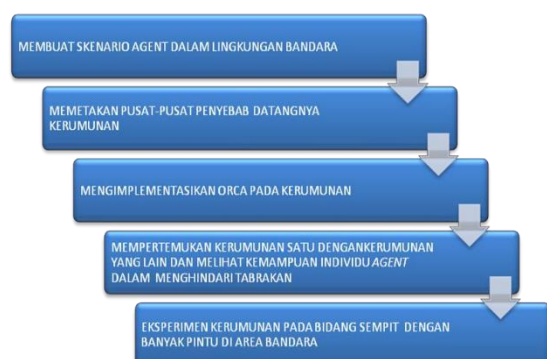 MEMBUAT SKENARIO AGENT DALAM LINGKUNGAN BANDARA
MEMETAKAN PUSAT-PUSAT PENYEBAB DATANGNYA
KERUMUNAN
MENGIMPLEMENTASIKAN ORCA PADA KERUMUNAN
MEMPERTEMUKAN KERUMUNAN SATU DENGANKERUMUNAN
YANG LAIN DAN MELIHAT KEMAMPUAN INDIVIDU AGENT
DALAM MENGHINDARI TABRAKAN
EKSPERIMEN KERUMUNAN PADA BIDANG SEMPIT DENGAN
BANYAK PINTU DI AREA BANDARA